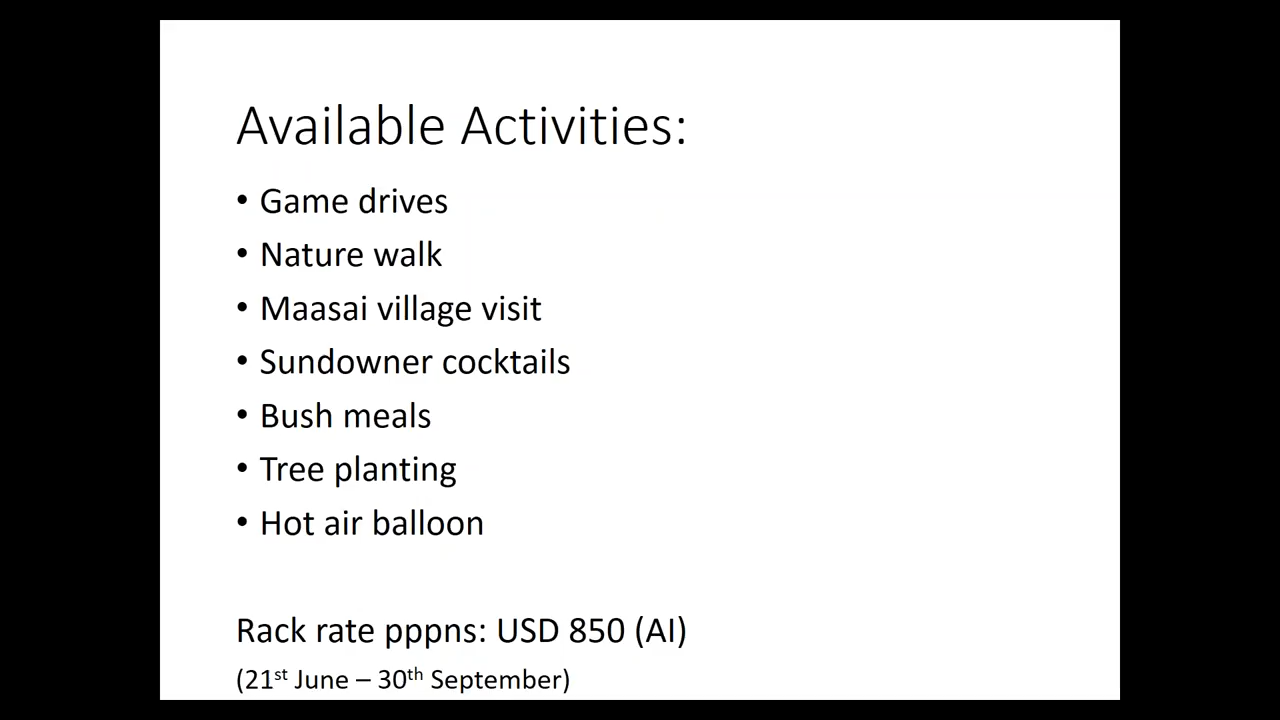 Available Activities:
• Game drives
• Nature walk
• Maasai village visit
• Sundowner cocktails
• Bush meals
• Tree planting
• Hot air balloon
Rack rate pppns: USD 850 (AI)
(21st June – 30th September)